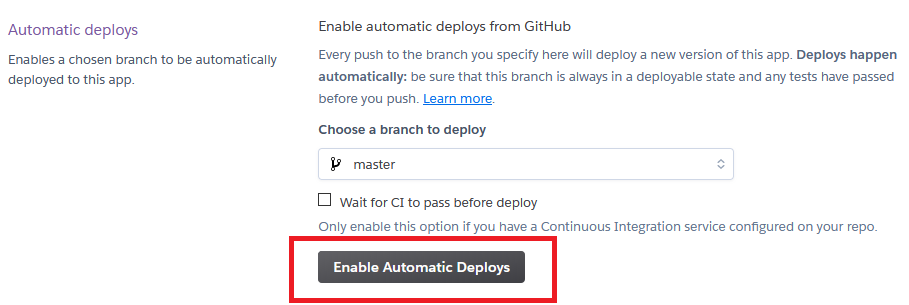 Automatic deploys
Enables a chosen branch to be automatically
deployed to this app.
Enable automatic deploys from GitHub
Every push to the branch you specify here will deploy a new version of this app. Deploys happen
automatically: be sure that this branch is always in a deployable state and any tests have passed
before you push. Learn more.
Choose a branch to deploy
master
Wait for CI to pass before deploy
Only enable this option if you have a Continuous Integration service configured on your repo.
Enable Automatic Deploys